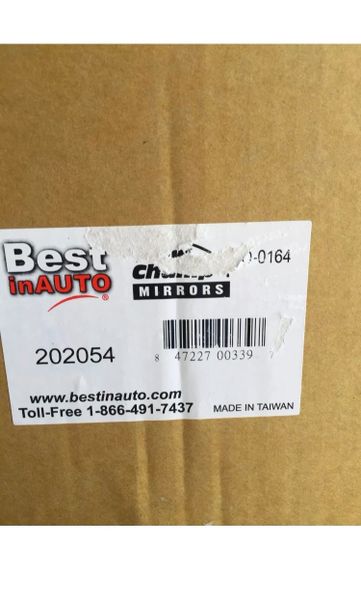 Best
inAUTO®
MIRRORS
-0164
202054
8 47227 00339
www.bestinauto.com
Toll-Free 1-866-491-7437
MADE IN TAIWAN